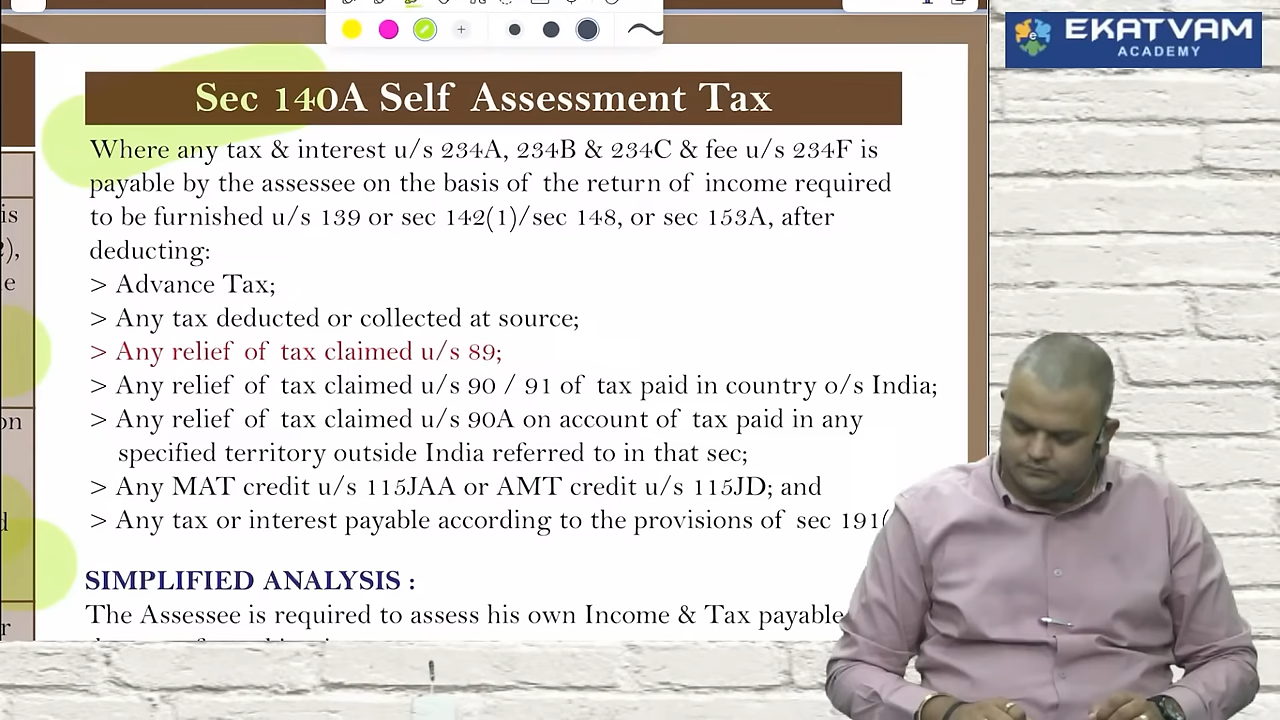 EKATVAM
ACADEMY
Sec 140A Self Assessment Tax
Where any tax & interest u/s 234A, 234B & 234C & fee u/s 234F is
payable by the assessee on the basis of the return of income required
to be furnished u/s 139 or sec 142(1)/sec 148, or sec 153A, after
deducting:
> Advance Tax;
> Any tax deducted or collected at source;
> Any relief of tax claimed u/s 89;
> Any relief of tax claimed u/s 90 / 91 of tax paid in country o/s India;
> Any relief of tax claimed u/s 90A on account of tax paid in any
specified territory outside India referred to in that sec;
> Any MAT credit u/s 115JAA or AMT credit u/s 115JD; and
> Any tax or interest payable according to the provisions of sec 191(
SIMPLIFIED ANALYSIS :
The Assessee is required to assess his own Income & Tax payable